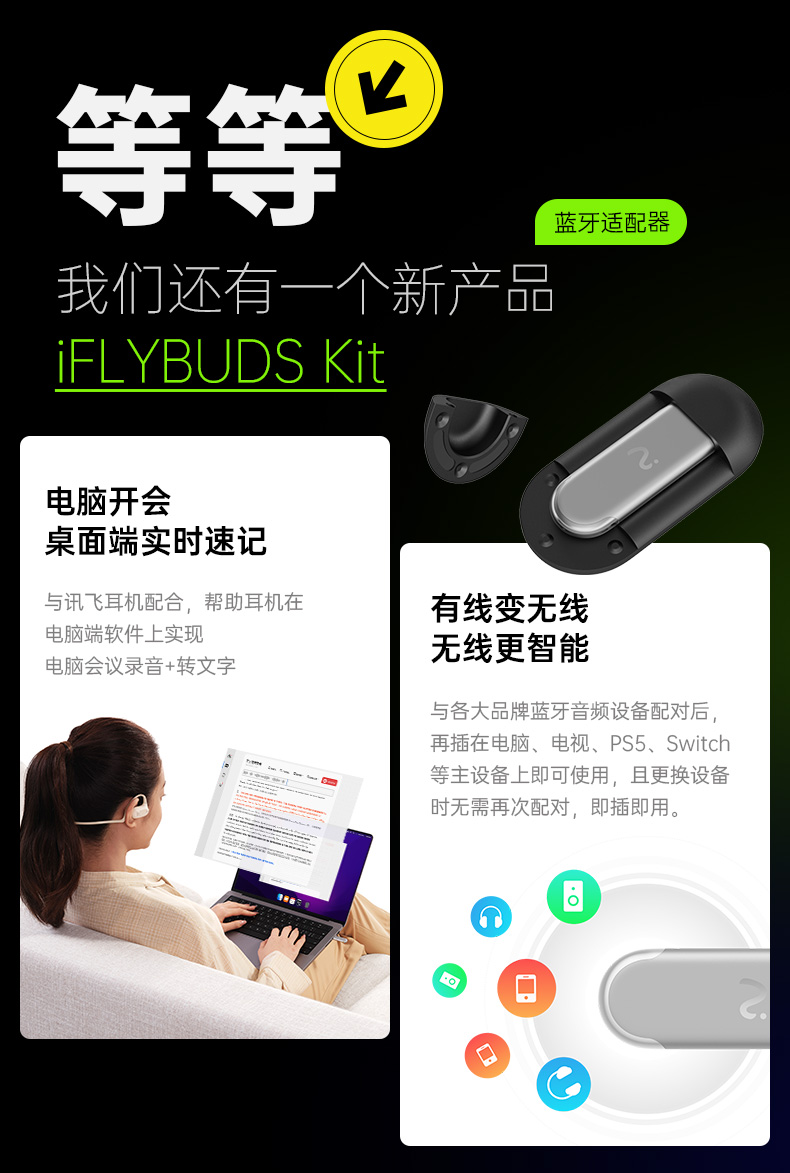 等等
蓝牙适配器
我们还有一个新产品
iFLYBUDS Kit
电脑开会
桌面端实时速记
与讯飞耳机配合，帮助耳机在
电脑端软件上实现
电脑会议录音+转文字
有线变无线
无线更智能
与各大品牌蓝牙音频设备配对后，
再插在电脑、电视、PS5、Switch
等主设备上即可使用，且更换设备
时无需再次配对，即插即用。